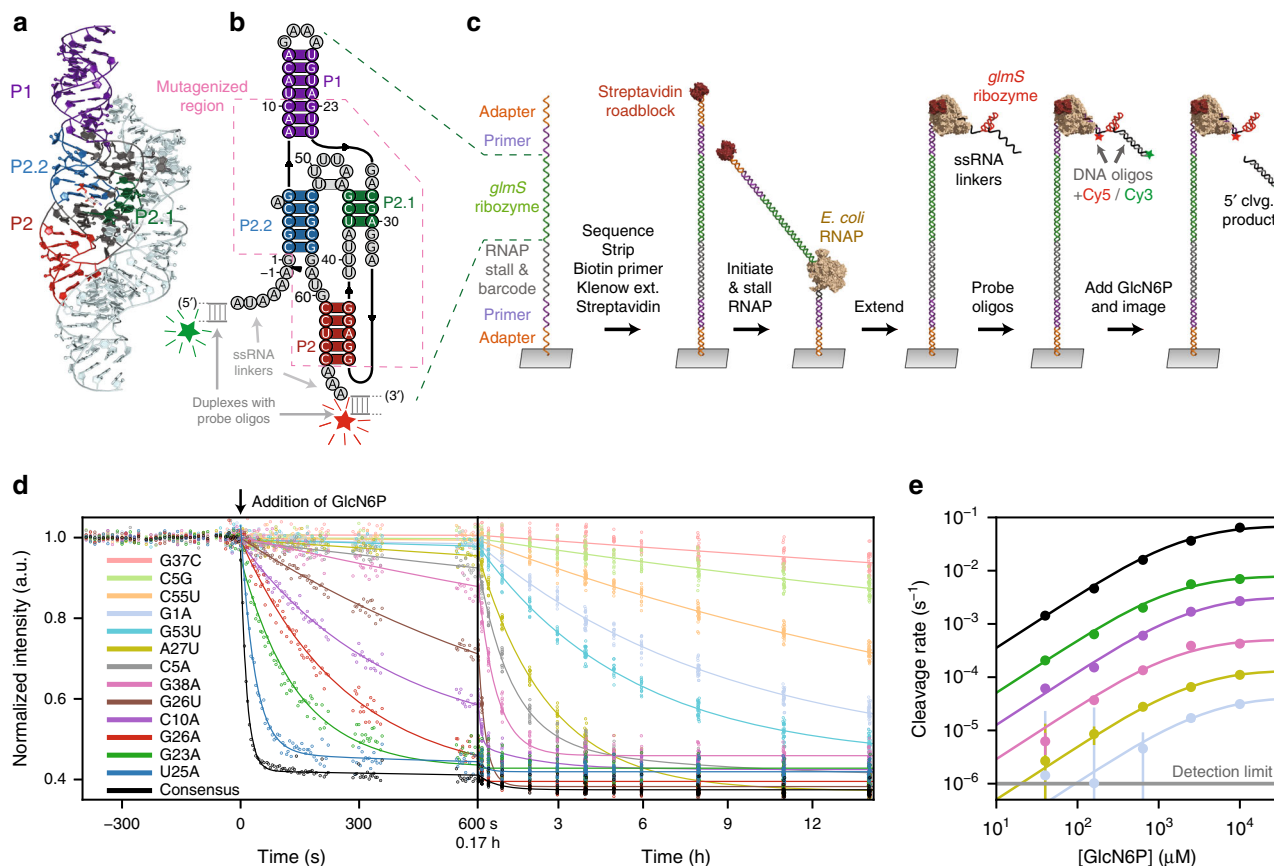 a
P1
P2.2
P2
P2.1
b
G A A A
P1
Mutagenized
region
10
23
50
P2.2
P2.1
30
1
−1
40
60
P2
(5′)
(3′)
ssRNA
linkers
Duplexes with
probe oligos
c
Adapter
Primer
glmS
ribozyme
RNAP
stall &
barcode
Primer
Adapter
Sequence
Strip
Biotin primer
Klenow ext.
Streptavidin
Streptavidin
roadblock
Initiate
& stall
RNAP
E. coli
RNAP
Extend
glmS
ribozyme
ssRNA
linkers
Probe
oligos
DNA oligos
+Cy5 / Cy3
Add GlcN6P
and image
5′ clvg.
product
d
Addition of GlcN6P
Normalized intensity (a.u.)
1.0
0.8
0.6
0.4
G37C
C5G
C55U
G1A
G53U
A27U
C5A
G38A
G26U
C10A
G26A
G23A
U25A
Consensus
−300
0
300
600 s
0.17 h
3
6
9
12
Time (s)
Time (h)
e
Cleavage rate (s⁻¹)
10⁻¹
10⁻²
10⁻³
10⁻⁴
10⁻⁵
10⁻⁶
Detection limit
10¹
10²
10³
10⁴
[GlcN6P] (μM)